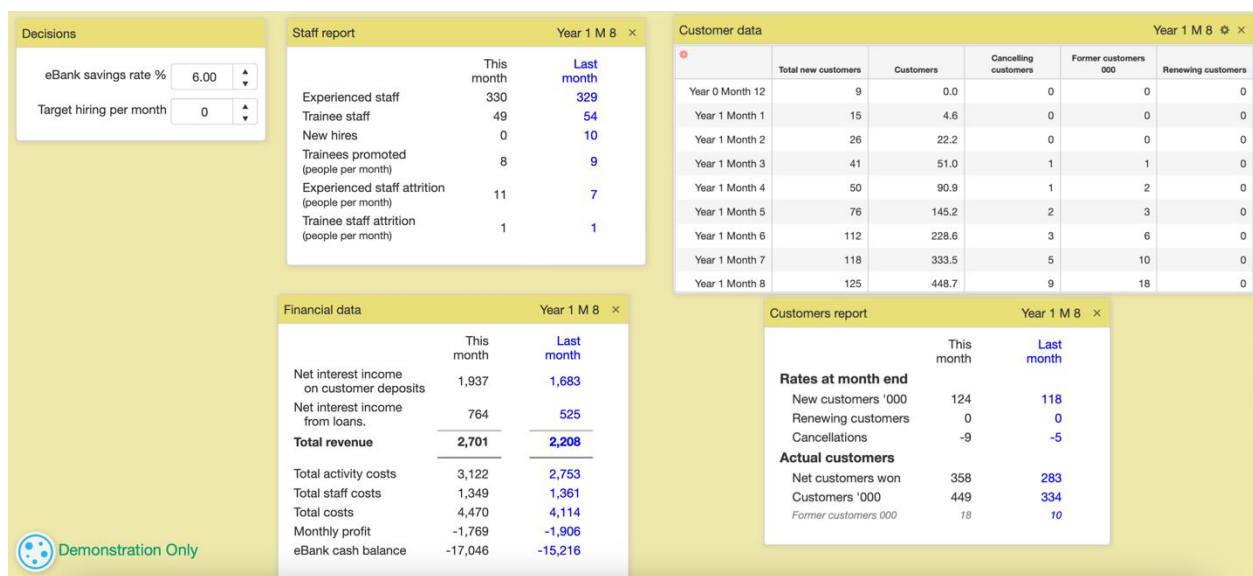 Decisions
eBank savings rate % 6.00
Target hiring per month 0
Staff report Year 1 M 8 ×
This Last
month month
Experienced staff 330 329
Trainee staff 49 54
New hires 0 10
Trainees promoted 8 9
(people per month)
Experienced staff attrition 11 7
(people per month)
Trainee staff attrition 1 1
(people per month)
Customer data Year 1 M 8 ×
Total new customers Customers Cancelling customers Former customers 000 Renewing customers
Year 0 Month 12 9 0.0 0 0 0
Year 1 Month 1 15 4.6 0 0 0
Year 1 Month 2 26 22.2 0 0 0
Year 1 Month 3 41 51.0 1 1 0
Year 1 Month 4 50 90.9 1 2 0
Year 1 Month 5 76 145.2 2 3 0
Year 1 Month 6 112 228.6 3 6 0
Year 1 Month 7 118 333.5 5 10 0
Year 1 Month 8 125 448.7 9 18 0
Financial data Year 1 M 8 ×
This Last
month month
Net interest income
on customer deposits 1,937 1,683
Net interest income
from loans. 764 525
Total revenue 2,701 2,208
Total activity costs 3,122 2,753
Total staff costs 1,349 1,361
Total costs 4,470 4,114
Monthly profit -1,769 -1,906
eBank cash balance -17,046 -15,216
Customers report Year 1 M 8 ×
This Last
month month
Rates at month end
New customers '000 124 118
Renewing customers 0 0
Cancellations -9 -5
Actual customers
Net customers won 358 283
Customers '000 449 334
Former customers 000 18 10
Demonstration Only